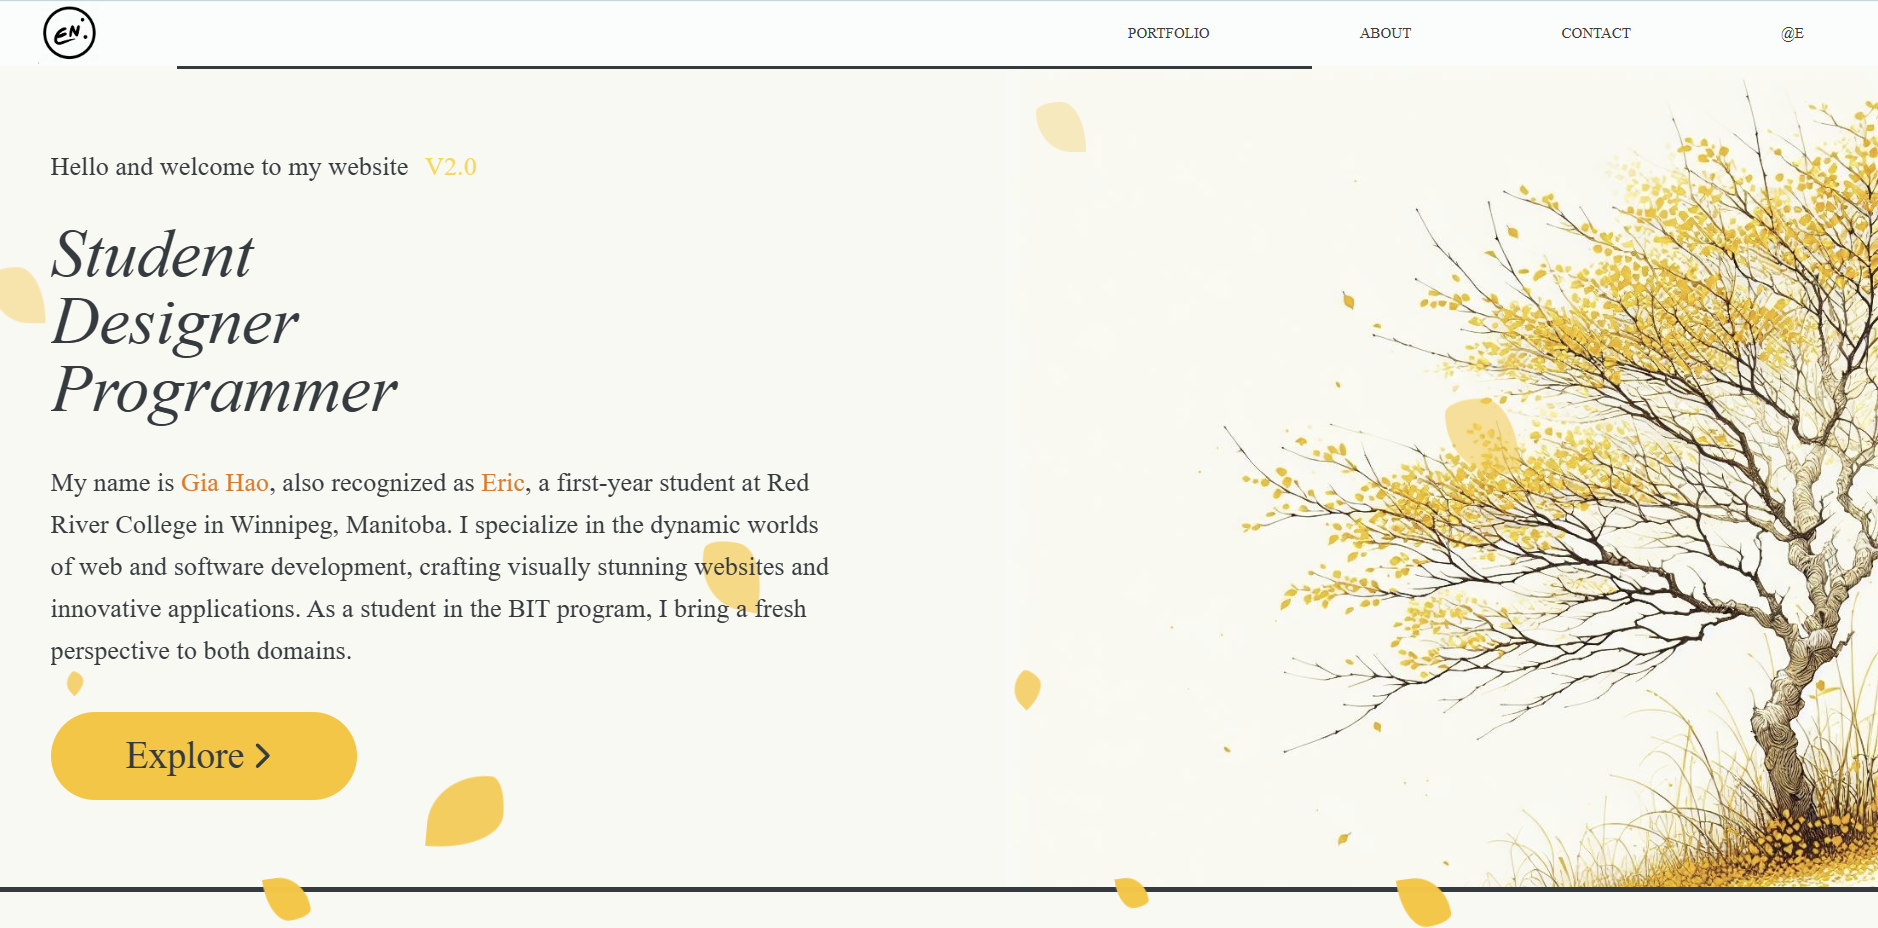 EN
PORTFOLIO ABOUT CONTACT @E
Hello and welcome to my website V2.0
Student
Designer
Programmer
My name is Gia Hao, also recognized as Eric, a first-year student at Red
River College in Winnipeg, Manitoba. I specialize in the dynamic worlds
of web and software development, crafting visually stunning websites and
innovative applications. As a student in the BIT program, I bring a fresh
perspective to both domains.
Explore